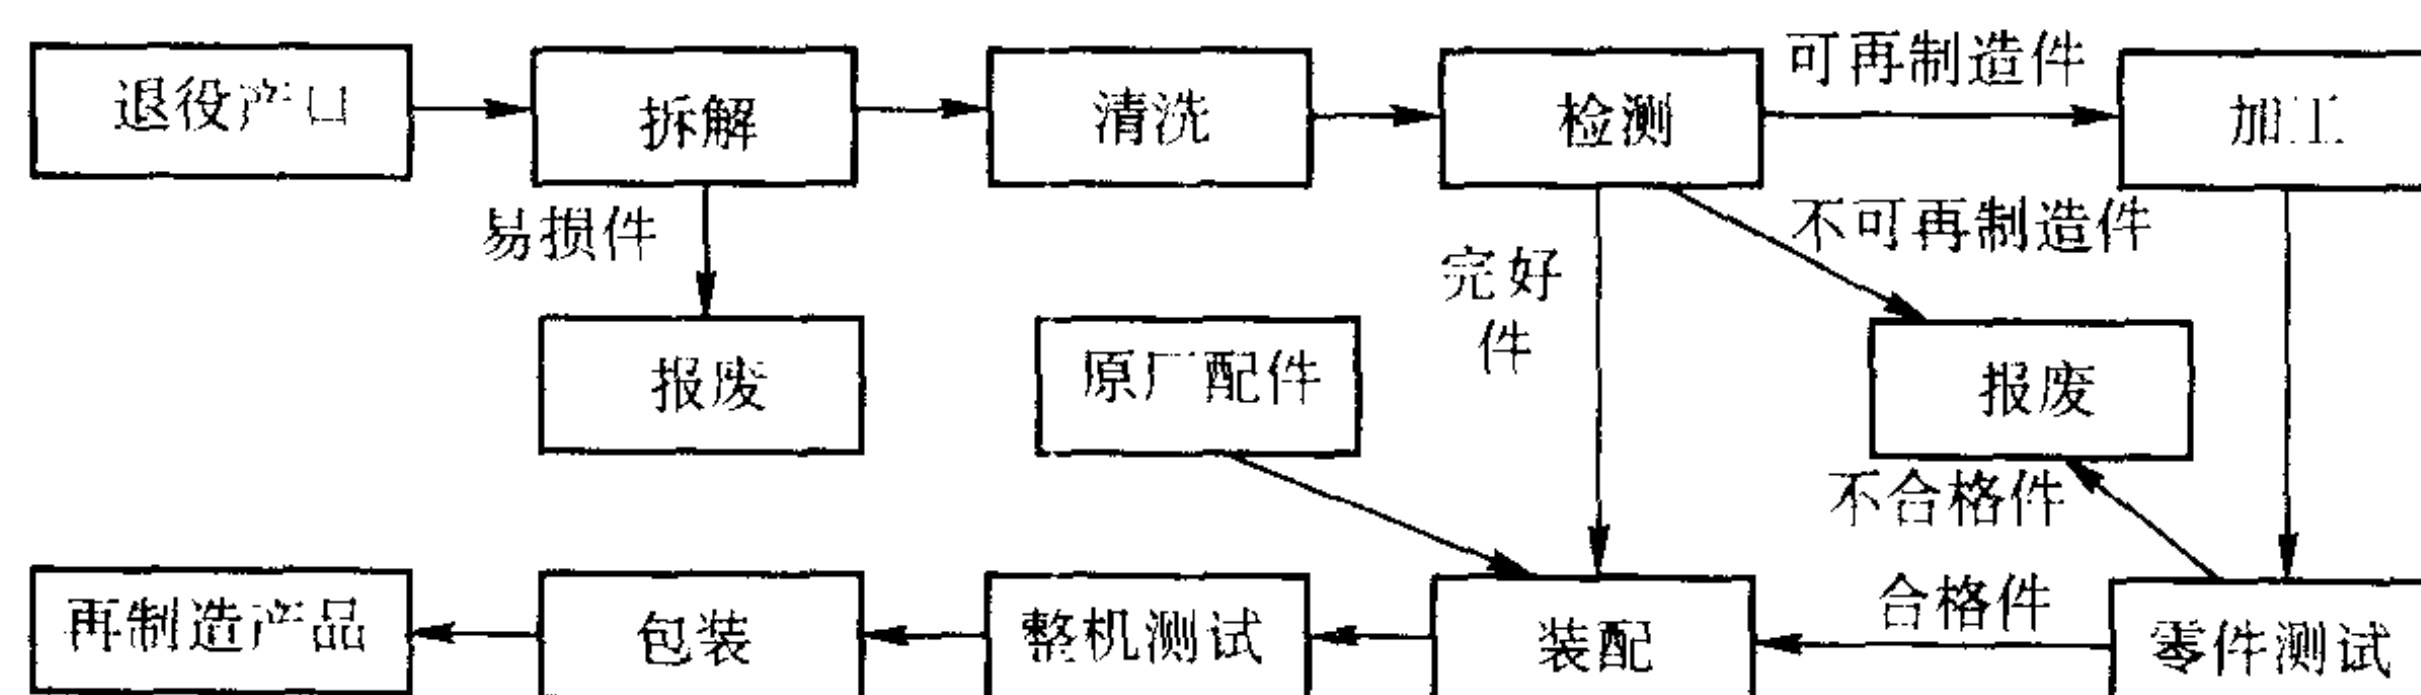 退役产口
拆解
清洗
检测
可再制造件
加工
易损件
不可再制造件
完好
件
报废
原厂配件
报废
不合格件
合格件
再制造产品
包装
整机测试
装配
零件测试